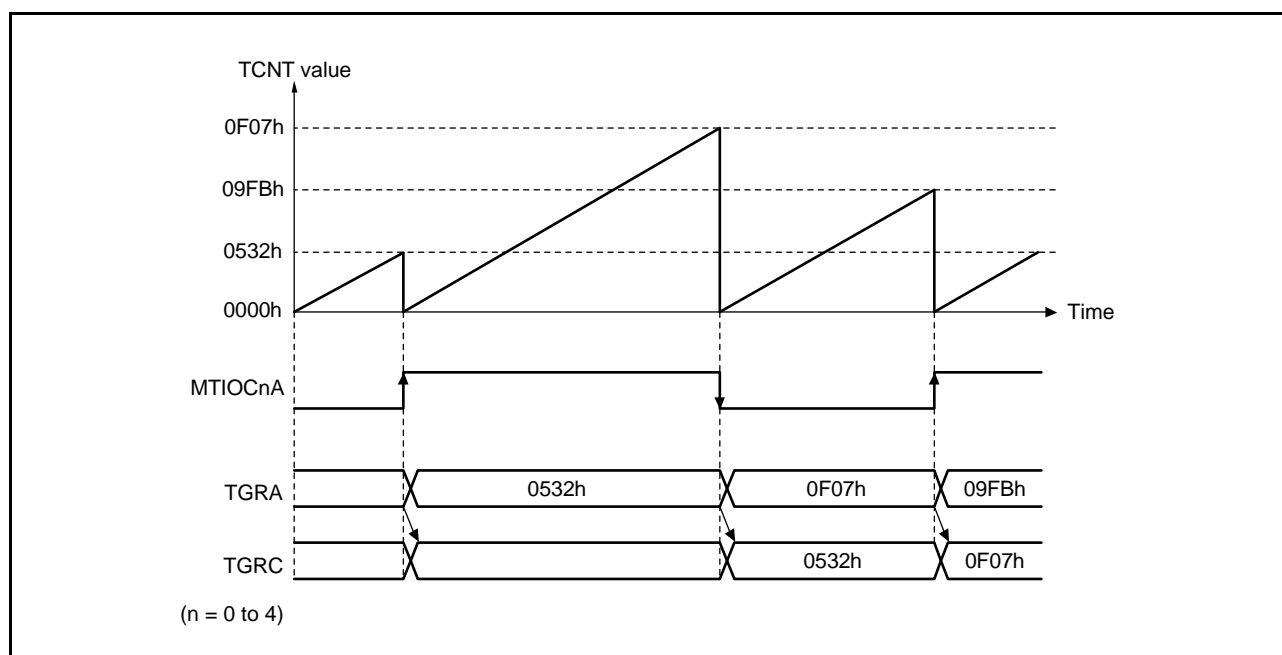 TCNT value
0F07h
09FBh
0532h
0000h
Time
MTIOCnA
TGRA
0532h
0F07h
09FBh
TGRC
0532h
0F07h
(n = 0 to 4)